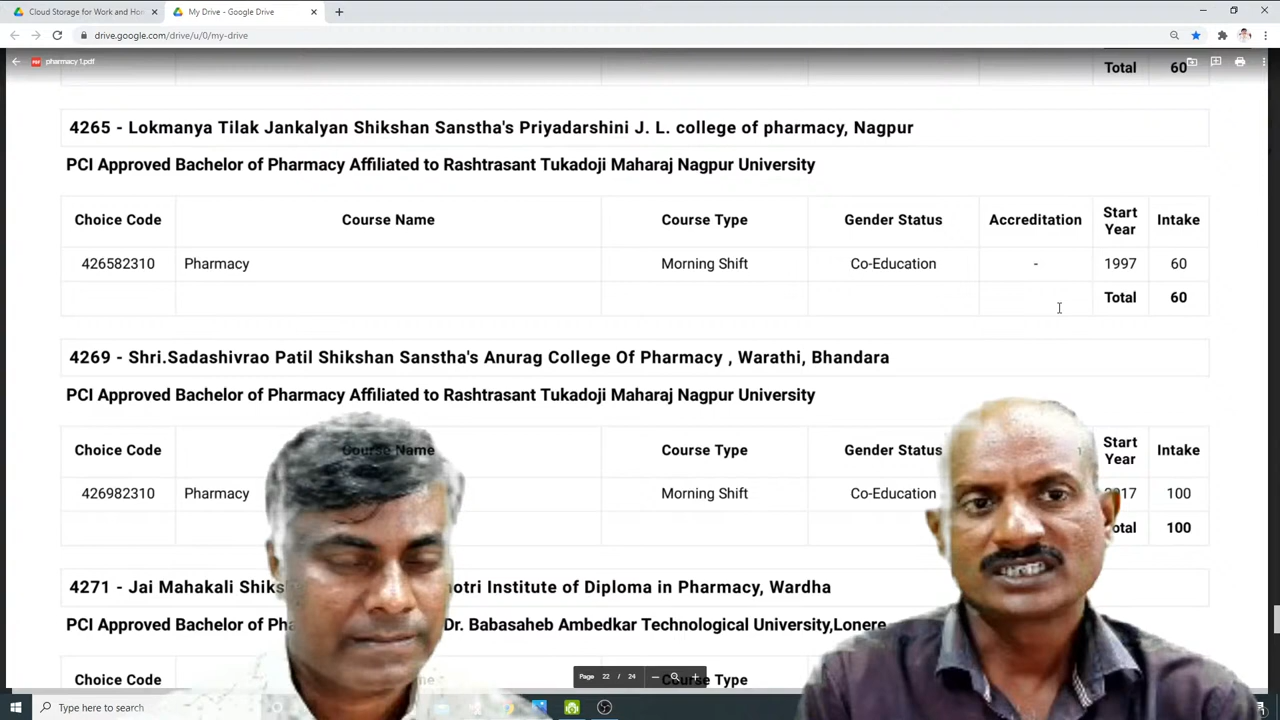 Cloud Storage for Work and Hom
My Drive - Google Drive
drive.google.com/drive/u/0/my-drive
PDF pharmacy 1.pdf
Total 60
4265 - Lokmanya Tilak Jankalyan Shikshan Sanstha's Priyadarshini J. L. college of pharmacy, Nagpur
PCI Approved Bachelor of Pharmacy Affiliated to Rashtrasant Tukadoji Maharaj Nagpur University
Choice Code Course Name Course Type Gender Status Accreditation Start Year Intake
426582310 Pharmacy Morning Shift Co-Education - 1997 60
Total 60
4269 - Shri.Sadashivrao Patil Shikshan Sanstha's Anurag College Of Pharmacy , Warathi, Bhandara
PCI Approved Bachelor of Pharmacy Affiliated to Rashtrasant Tukadoji Maharaj Nagpur University
Choice Code Course Name Course Type Gender Status Start Year Intake
426982310 Pharmacy Morning Shift Co-Education 2017 100
Total 100
4271 - Jai Mahakali Institute of Diploma in Pharmacy, Wardha
PCI Approved Bachelor of Dr. Babasaheb Ambedkar Technological University,Lonere
Choice Code Type
Page 22 / 24
Type here to search